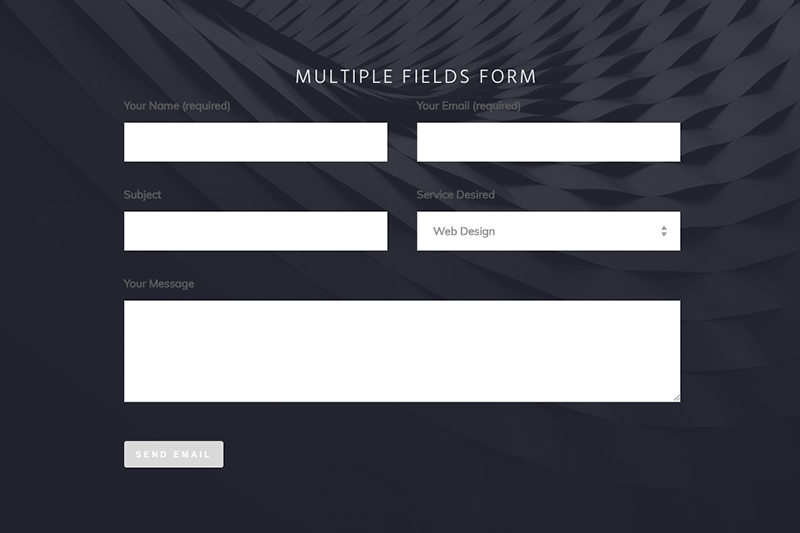 MULTIPLE FIELDS FORM
Your Name (required)
Your Email (required)
Subject
Service Desired
Web Design
Your Message
SEND EMAIL